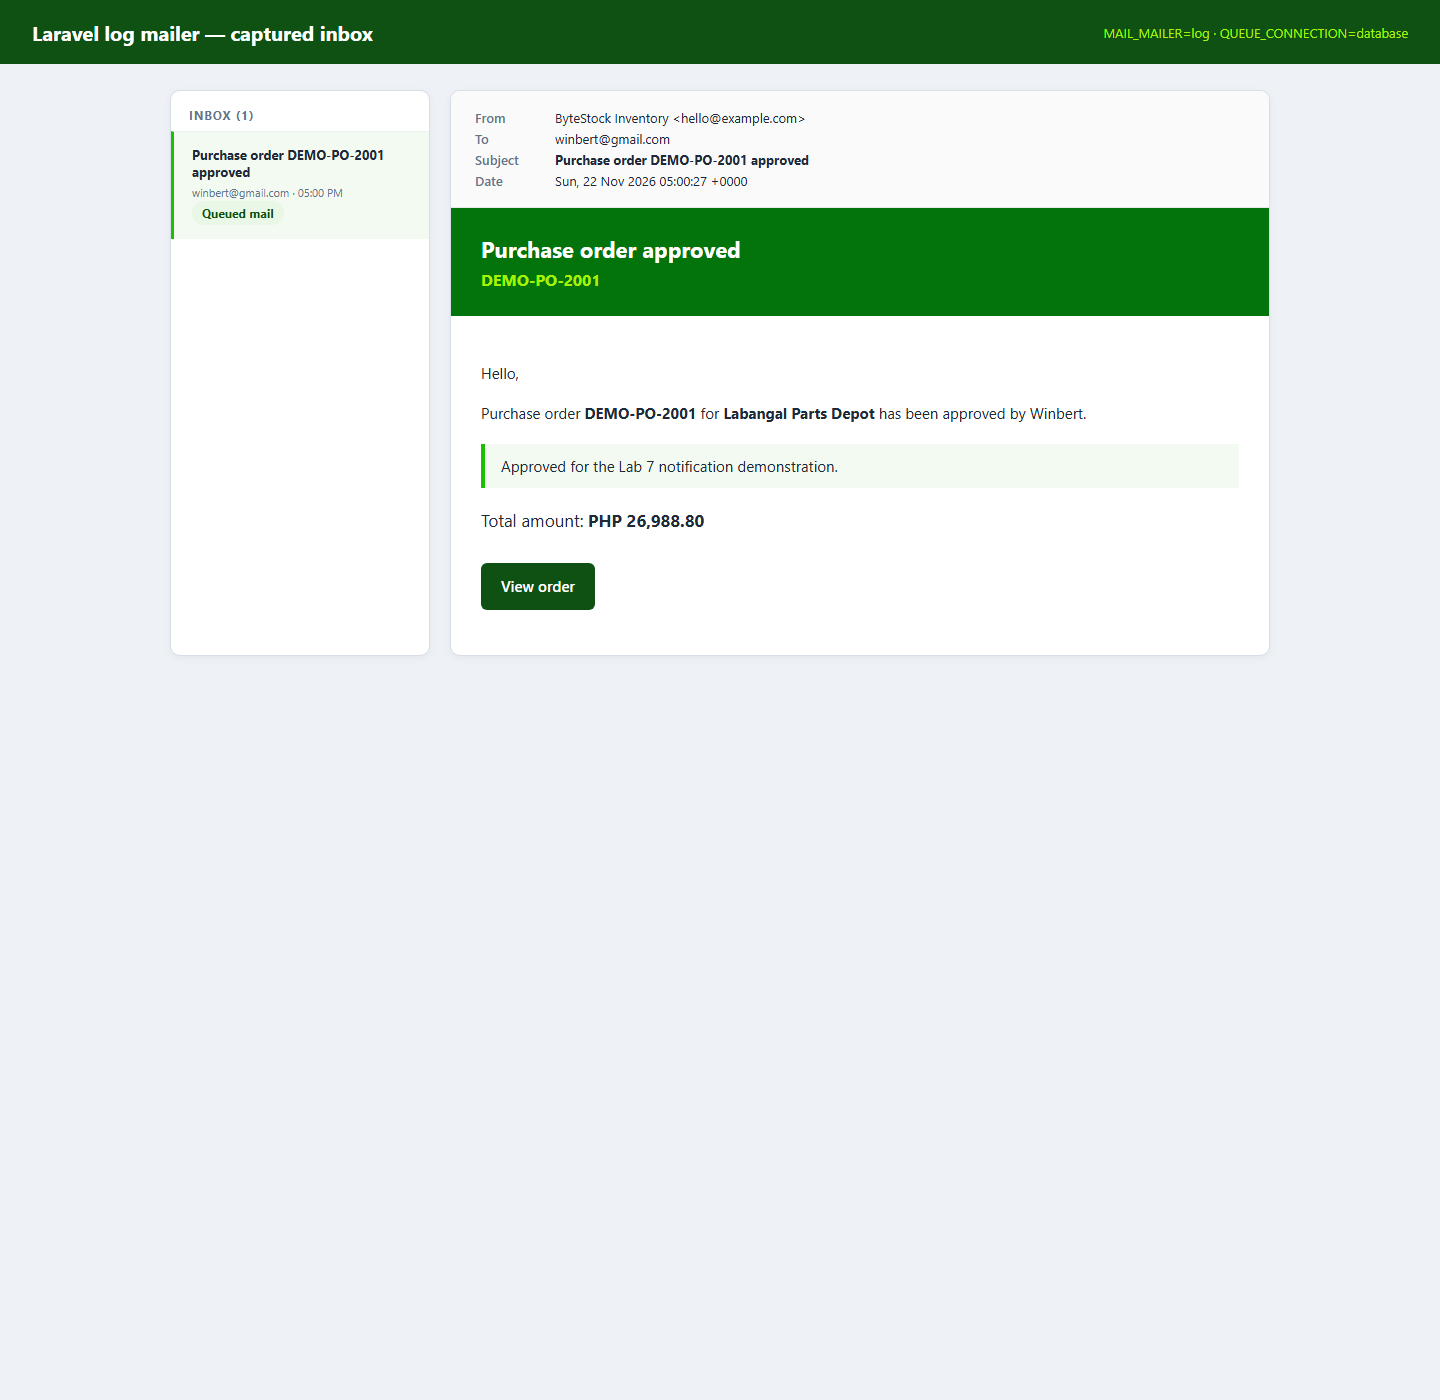 Laravel log mailer — captured inbox
MAIL_MAILER=log · QUEUE_CONNECTION=database
INBOX (1)
Purchase order DEMO-PO-2001
approved
winbert@gmail.com · 05:00 PM
Queued mail
From ByteStock Inventory <hello@example.com>
To winbert@gmail.com
Subject Purchase order DEMO-PO-2001 approved
Date Sun, 22 Nov 2026 05:00:27 +0000
Purchase order approved
DEMO-PO-2001
Hello,
Purchase order DEMO-PO-2001 for Labangal Parts Depot has been approved by Winbert.
Approved for the Lab 7 notification demonstration.
Total amount: PHP 26,988.80
View order